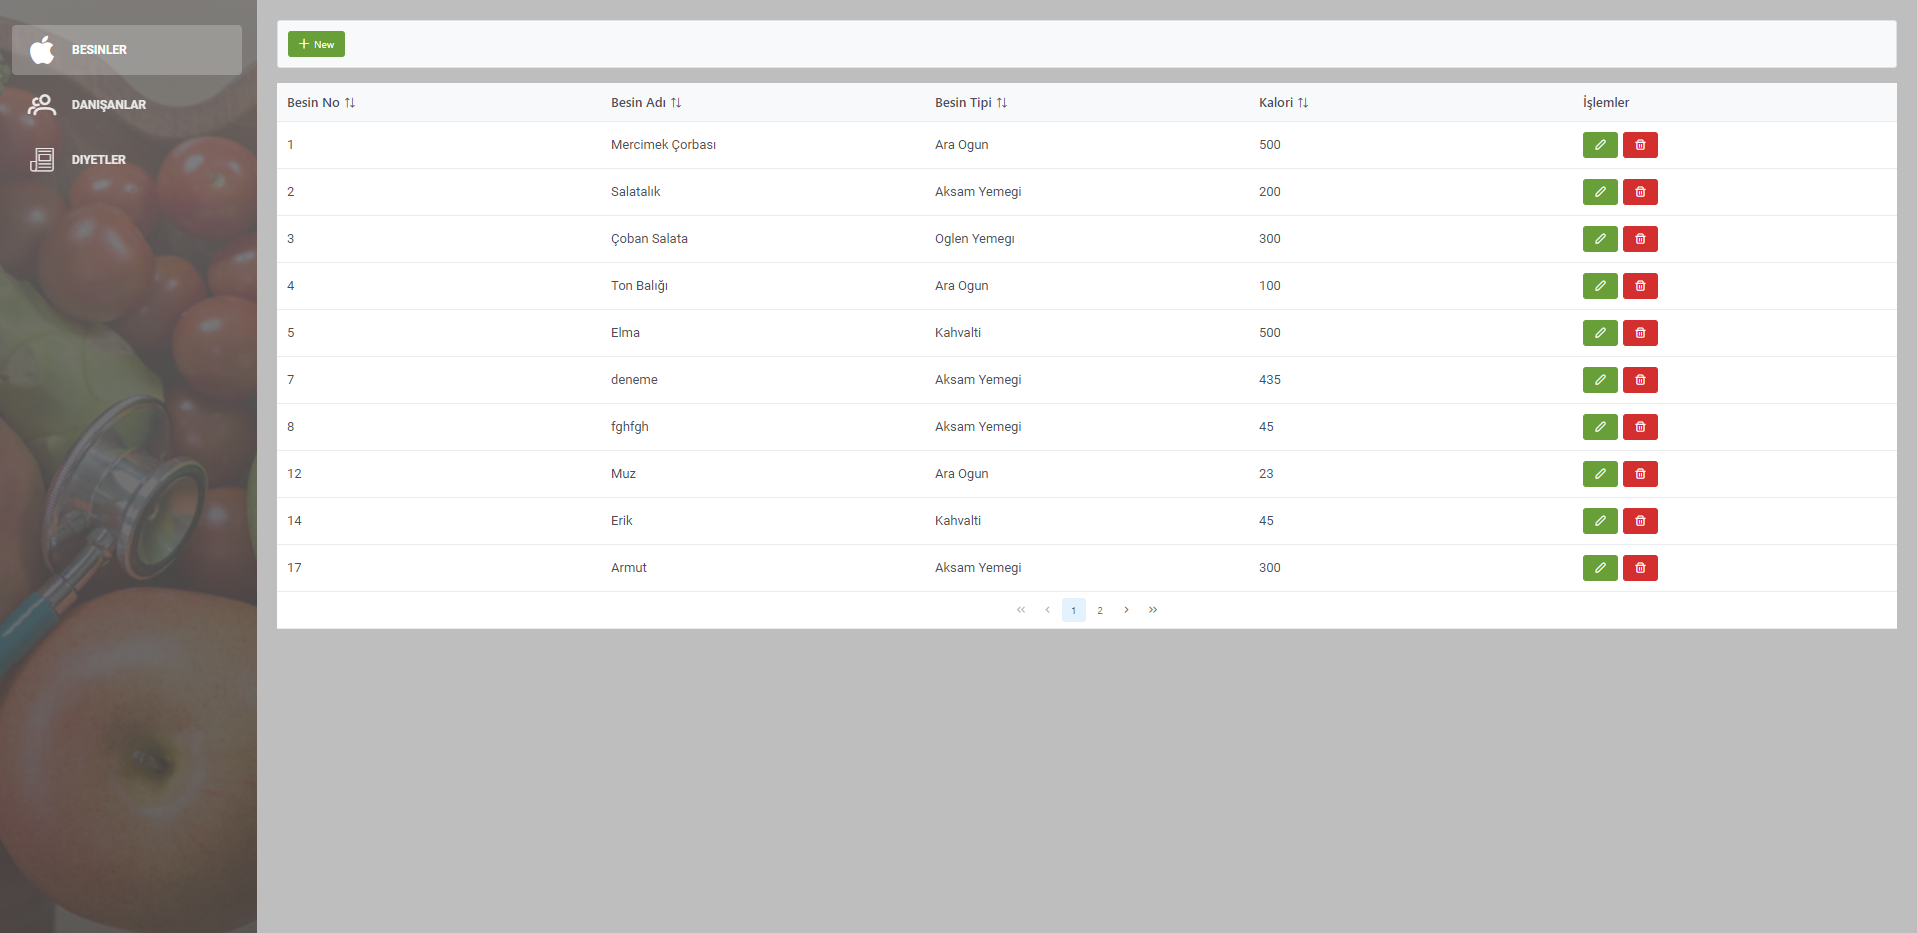 BESINLER
DANIŞANLAR
DIYETLER
New
Besin No Besin Adı Besin Tipi Kalori İşlemler
1 Mercimek Çorbası Ara Ogun 500
2 Salatalık Aksam Yemegi 200
3 Çoban Salata Oglen Yemegı 300
4 Ton Balığı Ara Ogun 100
5 Elma Kahvalti 500
7 deneme Aksam Yemegi 435
8 fghfgh Aksam Yemegi 45
12 Muz Ara Ogun 23
14 Erik Kahvalti 45
17 Armut Aksam Yemegi 300
« ‹ 1 2 › »